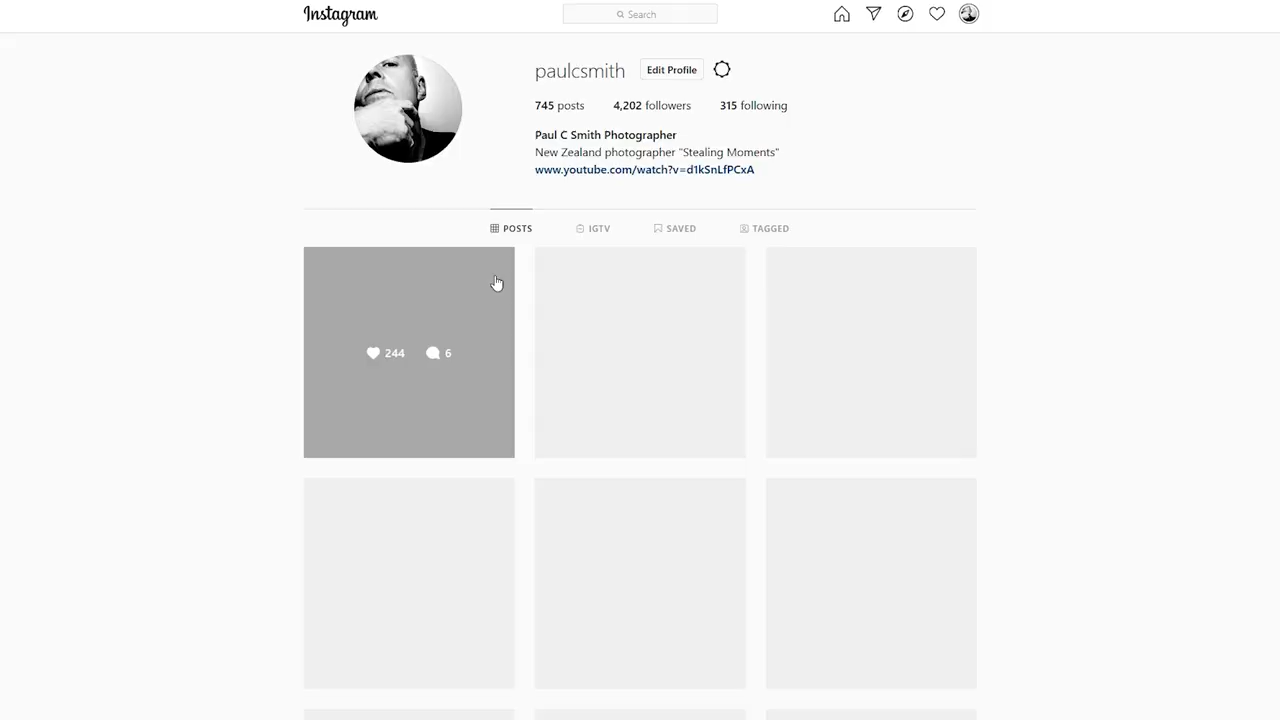 Instagram
Search
paulcsmith
Edit Profile
745 posts 4,202 followers 315 following
Paul C Smith Photographer
New Zealand photographer "Stealing Moments"
www.youtube.com/watch?v=d1kSnLfPCxA
POSTS IGTV SAVED TAGGED
244 6